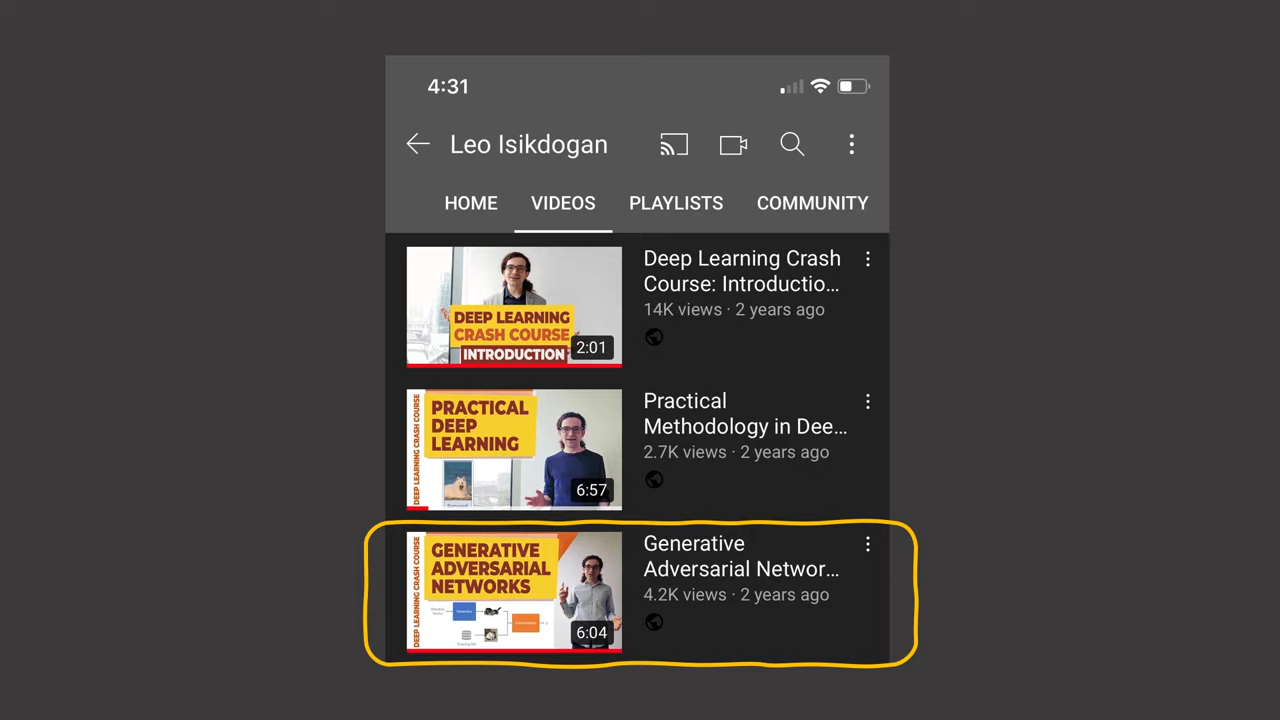 4:31
Leo Isikdogan
HOME VIDEOS PLAYLISTS COMMUNITY
DEEP LEARNING
CRASH COURSE
INTRODUCTION
2:01
Deep Learning Crash
Course: Introductio...
14K views · 2 years ago
DEEP LEARNING CRASH COURSE
PRACTICAL
DEEP
LEARNING
6:57
Practical
Methodology in Dee...
2.7K views · 2 years ago
DEEP LEARNING CRASH COURSE
GENERATIVE
ADVERSARIAL
NETWORKS
6:04
Generative
Adversarial Networ...
4.2K views · 2 years ago